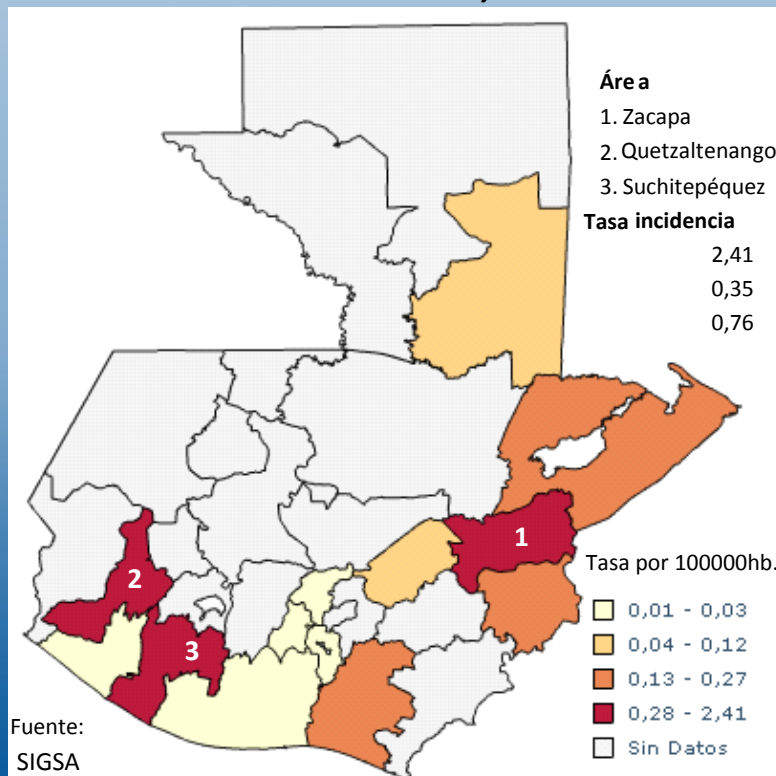 Área
1. Zacapa
2. Quetzaltenango
3. Suchitepéquez
Tasa incidencia
2,41
0,35
0,76
1
2
3
Tasa por 100000hb.
0,01 - 0,03
0,04 - 0,12
0,13 - 0,27
0,28 - 2,41
Sin Datos
Fuente:
SIGSA